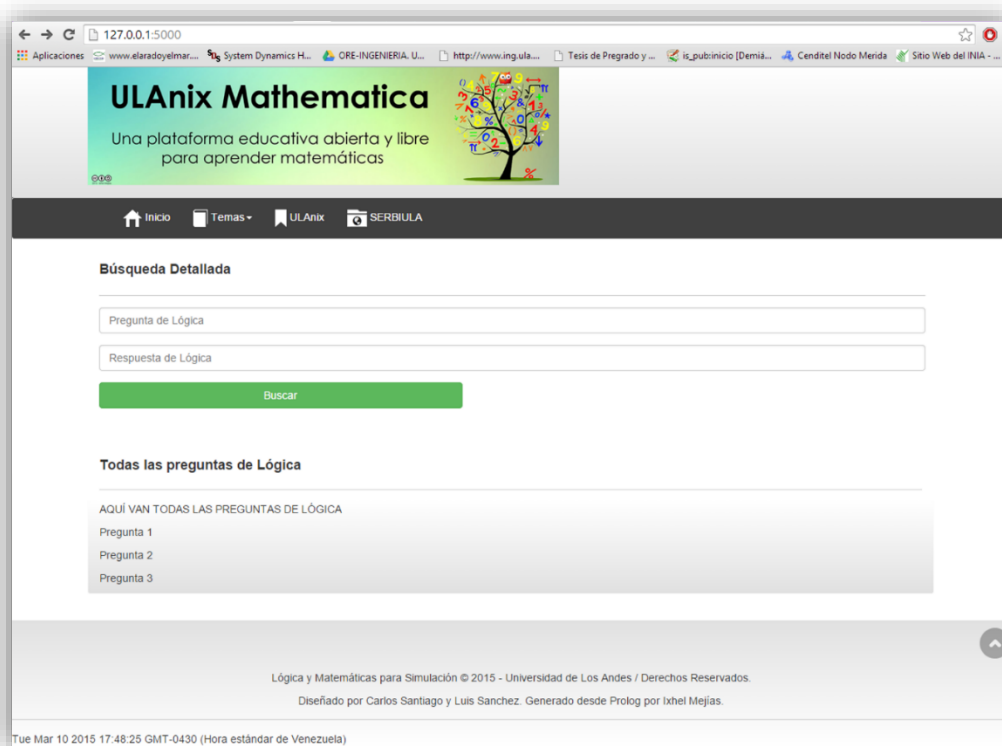 127.0.0.1:5000
Aplicaciones www.elaradoyelmar.... System Dynamics H... ORE-INGENIERIA. U... http://www.ing.ula.... Tesis de Pregrado y ... is_pub:inicio [Demiá... Cenditel Nodo Merida Sitio Web del INIA - ...
ULAnix Mathematica
Una plataforma educativa abierta y libre
para aprender matemáticas
Inicio Temas ULAnix SERBIULA
Búsqueda Detallada
Pregunta de Lógica
Respuesta de Lógica
Buscar
Todas las preguntas de Lógica
AQUÍ VAN TODAS LAS PREGUNTAS DE LÓGICA
Pregunta 1
Pregunta 2
Pregunta 3
Lógica y Matemáticas para Simulación © 2015 - Universidad de Los Andes / Derechos Reservados.
Diseñado por Carlos Santiago y Luis Sanchez. Generado desde Prolog por Ixhel Mejías.
Tue Mar 10 2015 17:48:25 GMT-0430 (Hora estándar de Venezuela)